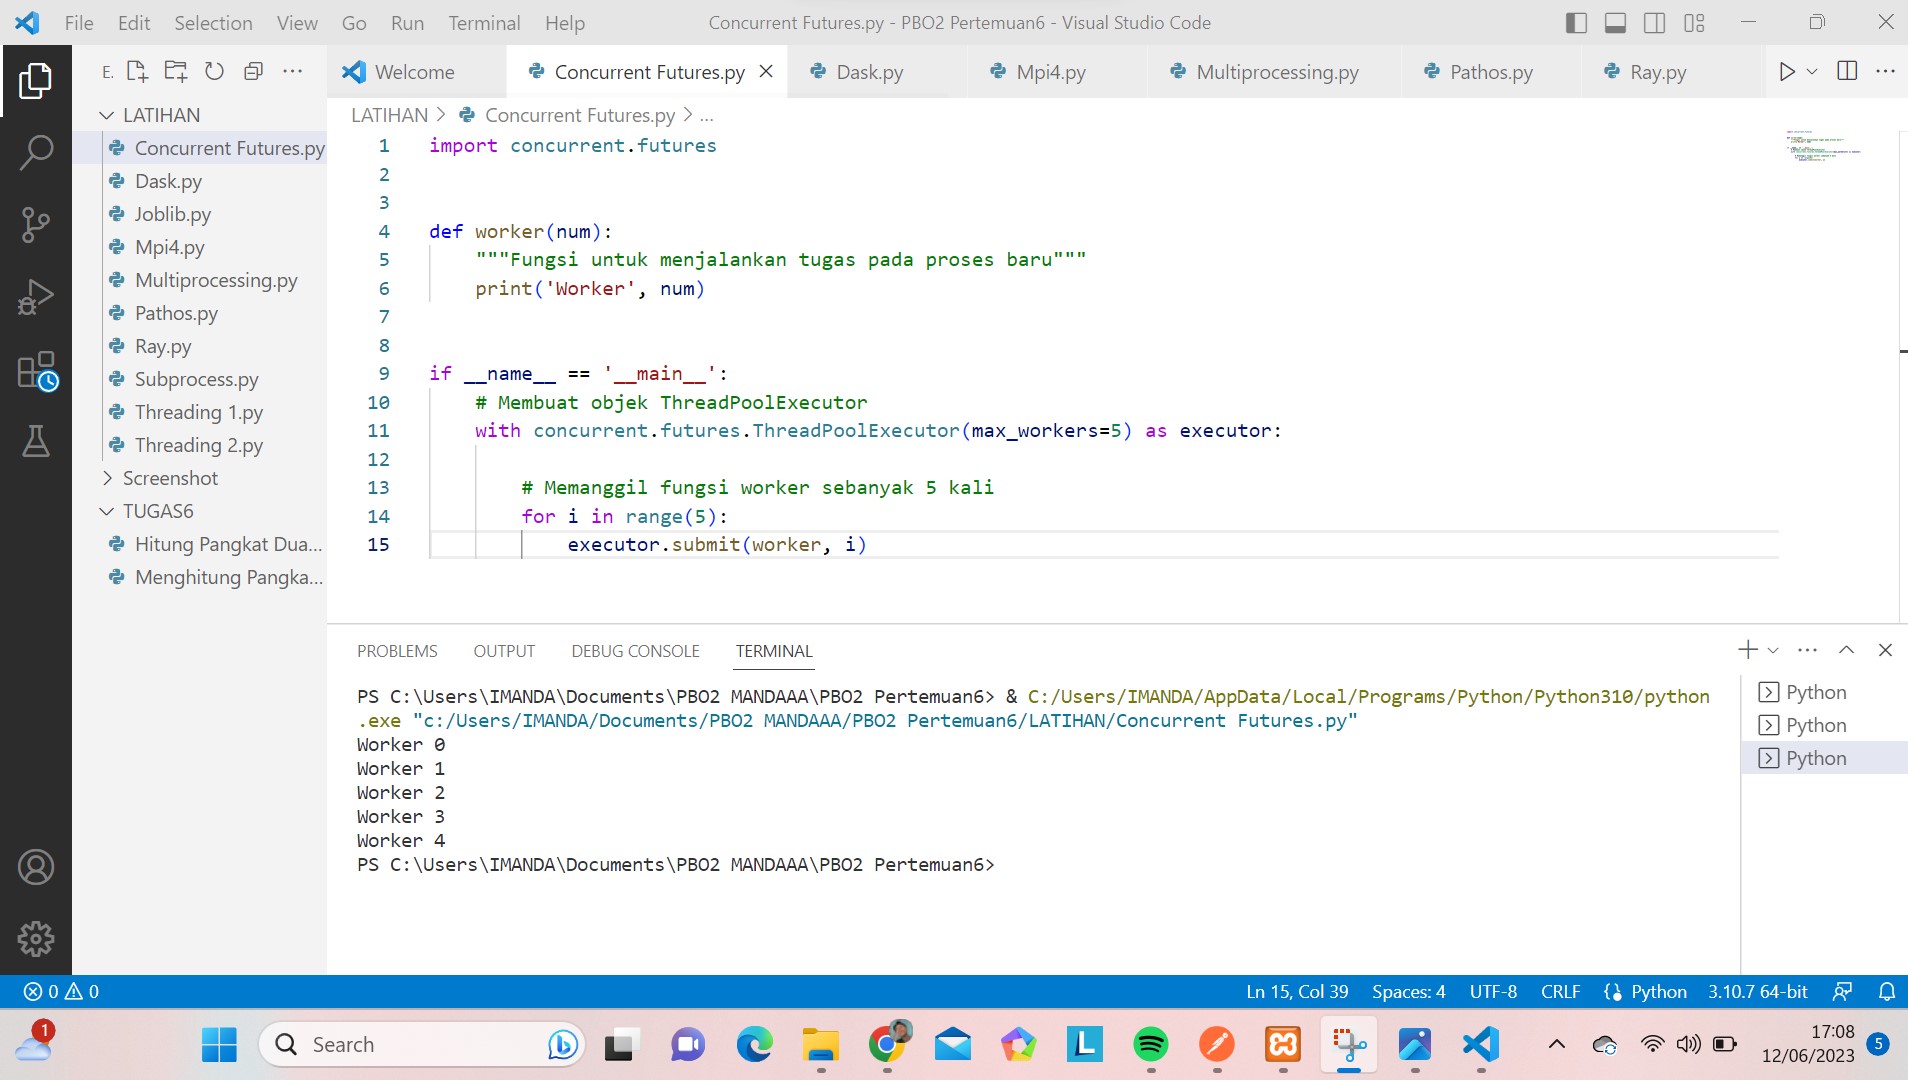 File Edit Selection View Go Run Terminal Help Concurrent Futures.py - PBO2 Pertemuan6 - Visual Studio Code
E. Welcome Concurrent Futures.py Dask.py Mpi4.py Multiprocessing.py Pathos.py Ray.py
LATIHAN
Concurrent Futures.py
Dask.py
Joblib.py
Mpi4.py
Multiprocessing.py
Pathos.py
Ray.py
Subprocess.py
Threading 1.py
Threading 2.py
Screenshot
TUGAS6
Hitung Pangkat Dua...
Menghitung Pangka...
LATIHAN > Concurrent Futures.py > ...
1 import concurrent.futures
2
3
4 def worker(num):
5 """Fungsi untuk menjalankan tugas pada proses baru"""
6 print('Worker', num)
7
8
9 if __name__ == '__main__':
10 # Membuat objek ThreadPoolExecutor
11 with concurrent.futures.ThreadPoolExecutor(max_workers=5) as executor:
12
13 # Memanggil fungsi worker sebanyak 5 kali
14 for i in range(5):
15 executor.submit(worker, i)
PROBLEMS OUTPUT DEBUG CONSOLE TERMINAL
PS C:\Users\IMANDA\Documents\PBO2 MANDAAA\PBO2 Pertemuan6> & C:/Users/IMANDA/AppData/Local/Programs/Python/Python310/python
.exe "c:/Users/IMANDA/Documents/PBO2 MANDAAA/PBO2 Pertemuan6/LATIHAN/Concurrent Futures.py"
Worker 0
Worker 1
Worker 2
Worker 3
Worker 4
PS C:\Users\IMANDA\Documents\PBO2 MANDAAA\PBO2 Pertemuan6>
Python
Python
Python
0 0 Ln 15, Col 39 Spaces: 4 UTF-8 CRLF Python 3.10.7 64-bit
1 Search L 17:08
12/06/2023 5